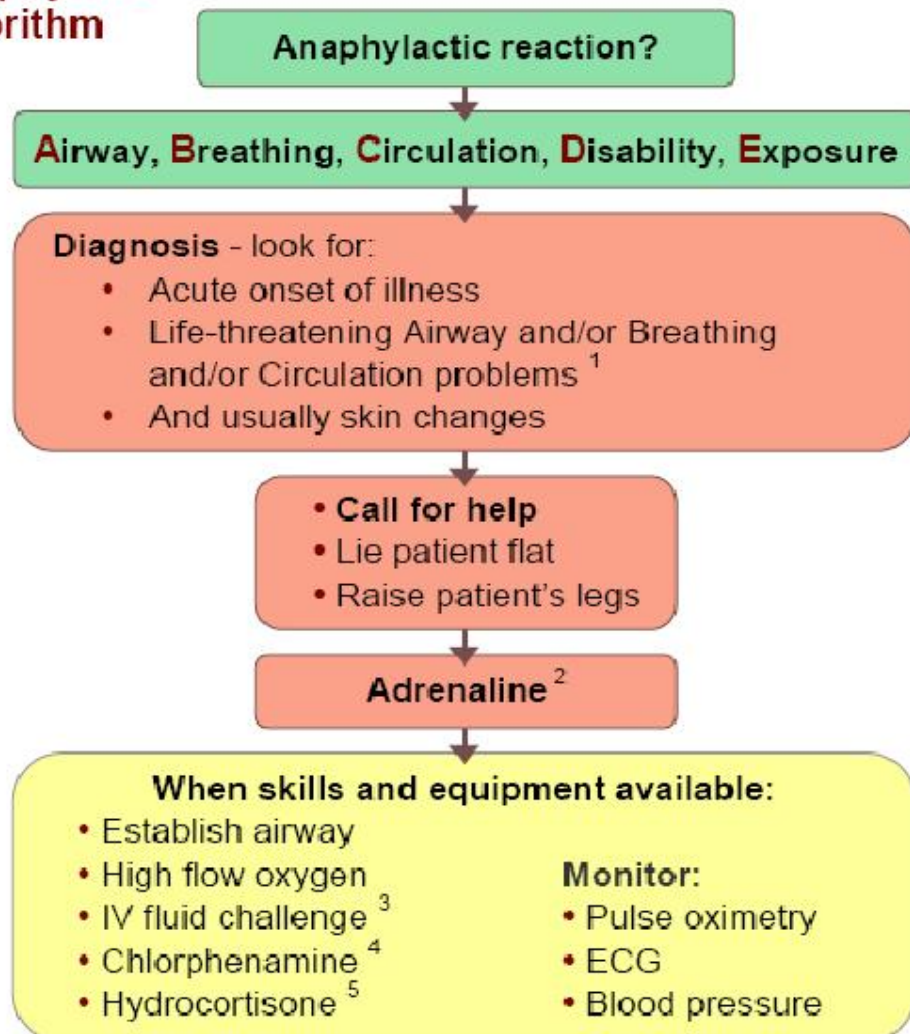 Anaphylactic reaction?
Airway, Breathing, Circulation, Disability, Exposure
Diagnosis - look for:
• Acute onset of illness
• Life-threatening Airway and/or Breathing
and/or Circulation problems 1
• And usually skin changes
• Call for help
• Lie patient flat
• Raise patient's legs
Adrenaline 2
When skills and equipment available:
• Establish airway
• High flow oxygen
• IV fluid challenge 3
• Chlorphenamine 4
• Hydrocortisone 5
Monitor:
• Pulse oximetry
• ECG
• Blood pressure